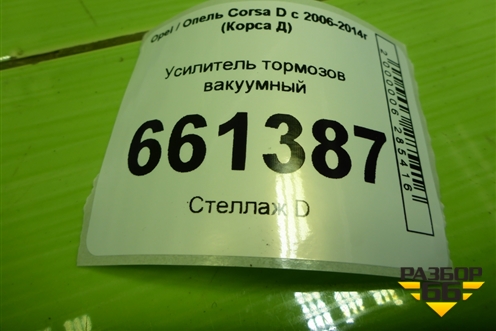 Opel / Опель Corsa D с 2006-2014г
(Корса Д)
Усилитель тормозов
вакуумный
661387
Стеллаж D
2000006285416
РАЗБОР
66